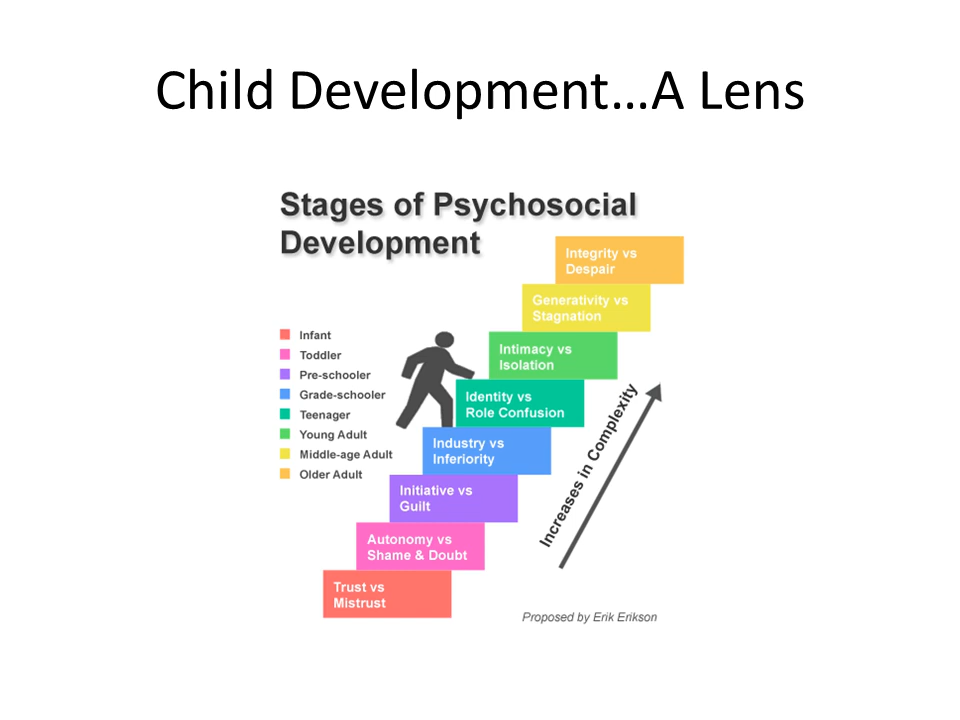 Child Development…A Lens
Stages of Psychosocial
Development
Integrity vs
Despair
Generativity vs
Stagnation
Intimacy vs
Isolation
Identity vs
Role Confusion
Industry vs
Inferiority
Initiative vs
Guilt
Autonomy vs
Shame & Doubt
Trust vs
Mistrust
Infant
Toddler
Pre-schooler
Grade-schooler
Teenager
Young Adult
Middle-age Adult
Older Adult
Increases in Complexity
Proposed by Erik Erikson